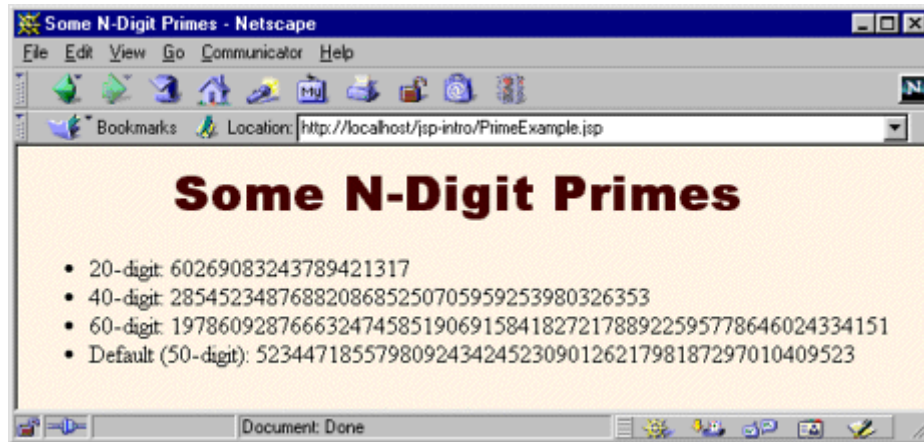 Some N-Digit Primes - Netscape
File Edit View Go Communicator Help
My
N
Bookmarks Location: http://localhost/jsp-intro/PrimeExample.jsp
Some N-Digit Primes
• 20-digit: 60269083243789421317
• 40-digit: 2854523487688208685250705959253980326353
• 60-digit: 197860928766632474585190691584182721788922595778646024334151
• Default (50-digit): 52344718557980924342452309012621798187297010409523
Document: Done